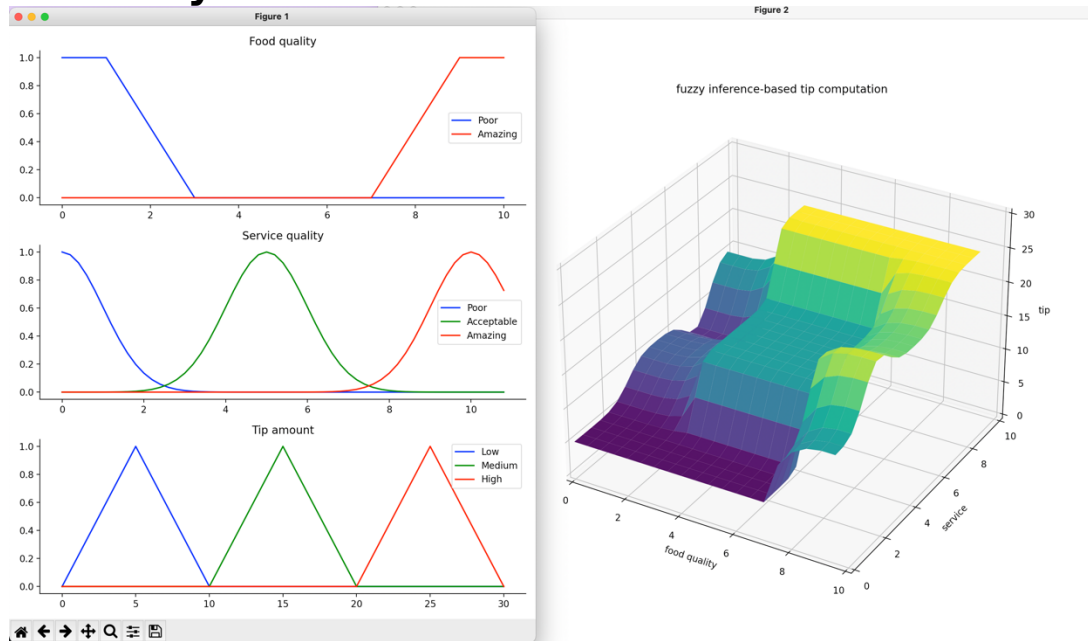 Figure 1
Food quality
1.0
0.8
0.6
0.4
0.2
0.0
0 2 4 6 8 10
Poor
Amazing
Service quality
1.0
0.8
0.6
0.4
0.2
0.0
0 2 4 6 8 10
Poor
Acceptable
Amazing
Tip amount
1.0
0.8
0.6
0.4
0.2
0.0
0 5 10 15 20 25 30
Low
Medium
High
Figure 2
fuzzy inference-based tip computation
30
25
20
15
10
5
0
tip
0 2 4 6 8 10
food quality
0 2 4 6 8 10
service